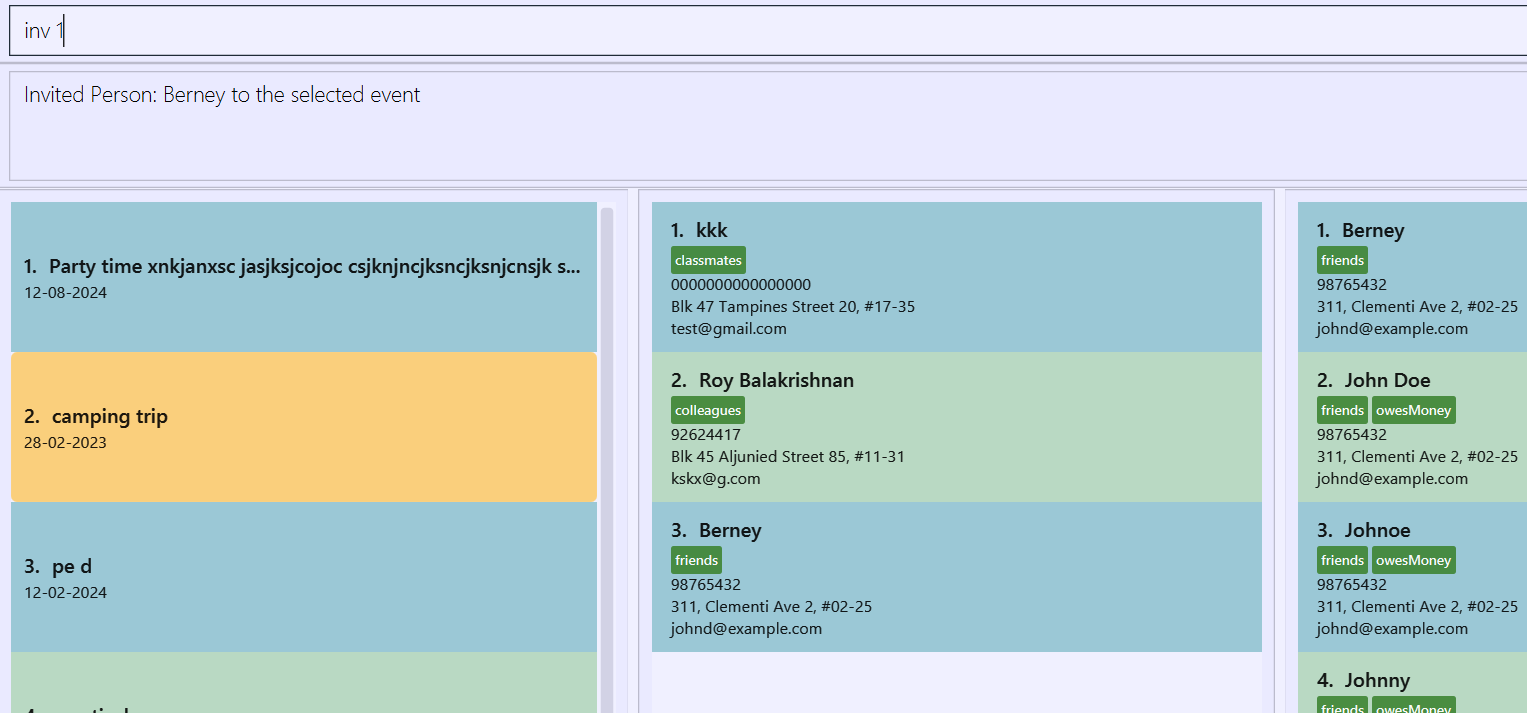 inv 1
Invited Person: Berney to the selected event
1. Party time xnkjanxsc jasjksjcojoc csjknjncjksncjksnjcnsjk s...
12-08-2024
2. camping trip
28-02-2023
3. pe d
12-02-2024
1. kkk
classmates
0000000000000000
Blk 47 Tampines Street 20, #17-35
test@gmail.com
2. Roy Balakrishnan
colleagues
92624417
Blk 45 Aljunied Street 85, #11-31
kskx@g.com
3. Berney
friends
98765432
311, Clementi Ave 2, #02-25
johnd@example.com
1. Berney
friends
98765432
311, Clementi Ave 2, #02-25
johnd@example.com
2. John Doe
friends owesMoney
98765432
311, Clementi Ave 2, #02-25
johnd@example.com
3. Johnoe
friends owesMoney
98765432
311, Clementi Ave 2, #02-25
johnd@example.com
4. Johnny
friends owesMoney